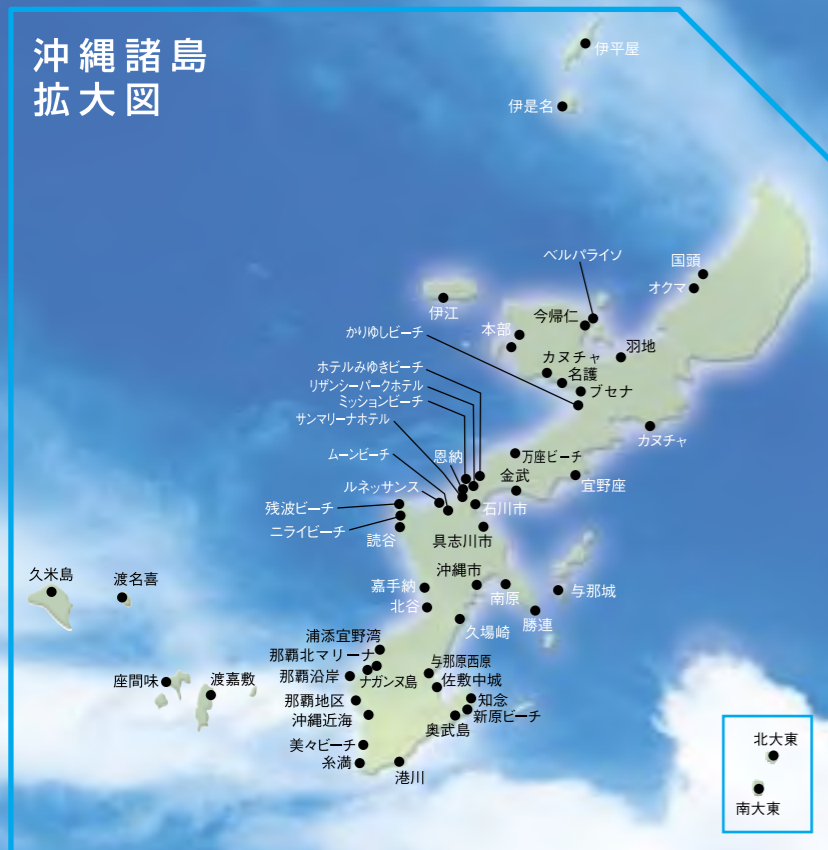 沖縄諸島
拡大図
伊平屋
伊是名
ベルパライソ
国頭
オクマ
伊江
今帰仁
本部
かりゆしビーチ
羽地
カヌチャ
ホテルみゆきビーチ
名護
リザンシーパークホテル
ブセナ
ミッションビーチ
サンマリーナホテル
カヌチャ
ムーンビーチ
恩納
万座ビーチ
金武
ルネッサンス
宜野座
残波ビーチ
石川市
ニライビーチ
読谷
具志川市
久米島
渡名喜
沖縄市
嘉手納
南原
与那城
北谷
勝連
久場崎
浦添宜野湾
那覇北マリーナ
与那原西原
那覇沿岸
ナガンヌ島
座間味
渡嘉敷
佐敷中城
那覇地区
知念
新原ビーチ
沖縄近海
奥武島
美々ビーチ
糸満
港川
北大東
南大東